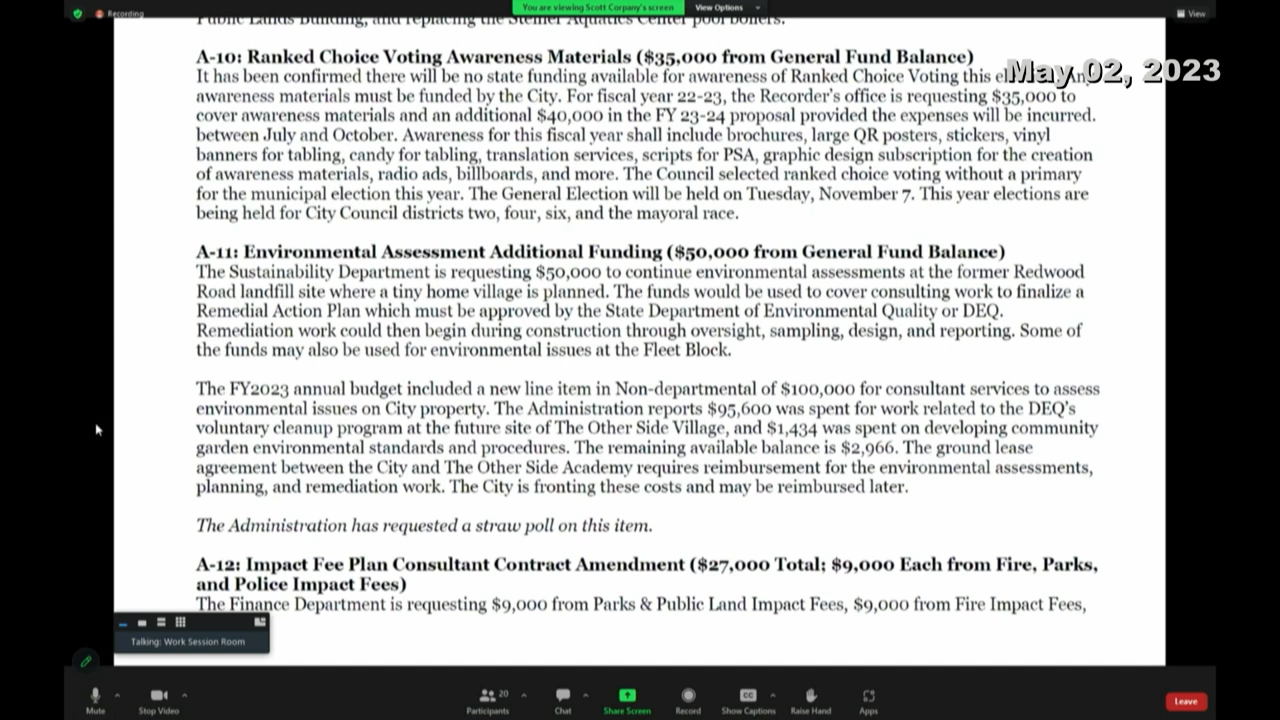 Recording
You are viewing Scott Corpany's screen
View Options
View
Public Lands Building, and replacing the Steiner Aquatics Center pool boilers.
A-10: Ranked Choice Voting Awareness Materials ($35,000 from General Fund Balance)
May 02, 2023
It has been confirmed there will be no state funding available for awareness of Ranked Choice Voting this
awareness materials must be funded by the City. For fiscal year 22-23, the Recorder's office is requesting $35,000 to
cover awareness materials and an additional $40,000 in the FY 23-24 proposal provided the expenses will be incurred.
between July and October. Awareness for this fiscal year shall include brochures, large QR posters, stickers, vinyl
banners for tabling, candy for tabling, translation services, scripts for PSA, graphic design subscription for the creation
of awareness materials, radio ads, billboards, and more. The Council selected ranked choice voting without a primary
for the municipal election this year. The General Election will be held on Tuesday, November 7. This year elections are
being held for City Council districts two, four, six, and the mayoral race.
A-11: Environmental Assessment Additional Funding ($50,000 from General Fund Balance)
The Sustainability Department is requesting $50,000 to continue environmental assessments at the former Redwood
Road landfill site where a tiny home village is planned. The funds would be used to cover consulting work to finalize a
Remedial Action Plan which must be approved by the State Department of Environmental Quality or DEQ.
Remediation work could then begin during construction through oversight, sampling, design, and reporting. Some of
the funds may also be used for environmental issues at the Fleet Block.
The FY2023 annual budget included a new line item in Non-departmental of $100,000 for consultant services to assess
environmental issues on City property. The Administration reports $95,600 was spent for work related to the DEQ's
voluntary cleanup program at the future site of The Other Side Village, and $1,434 was spent on developing community
garden environmental standards and procedures. The remaining available balance is $2,966. The ground lease
agreement between the City and The Other Side Academy requires reimbursement for the environmental assessments,
planning, and remediation work. The City is fronting these costs and may be reimbursed later.
The Administration has requested a straw poll on this item.
A-12: Impact Fee Plan Consultant Contract Amendment ($27,000 Total; $9,000 Each from Fire, Parks,
and Police Impact Fees)
The Finance Department is requesting $9,000 from Parks & Public Land Impact Fees, $9,000 from Fire Impact Fees,
Talking: Work Session Room
Mute
Stop Video
20
Participants
Chat
Share Screen
Record
CC
Show Captions
Raise Hand
Apps
Leave